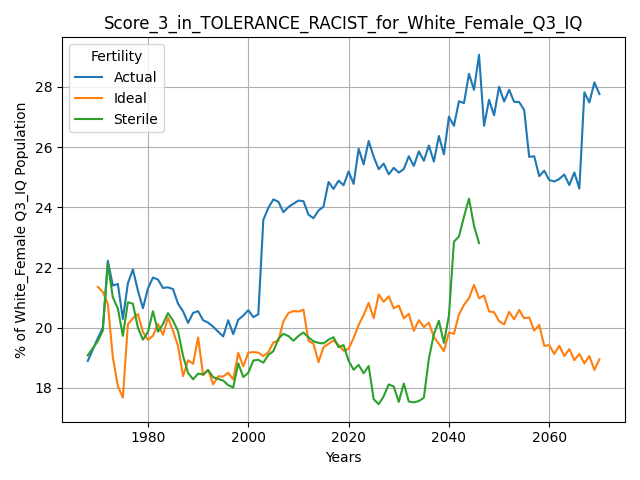 Score_3_in_TOLERANCE_RACIST_for_White_Female_Q3_IQ
Fertility
Actual
Ideal
Sterile
% of White_Female Q3_IQ Population
28
26
24
22
20
18
1980
2000
2020
2040
2060
Years